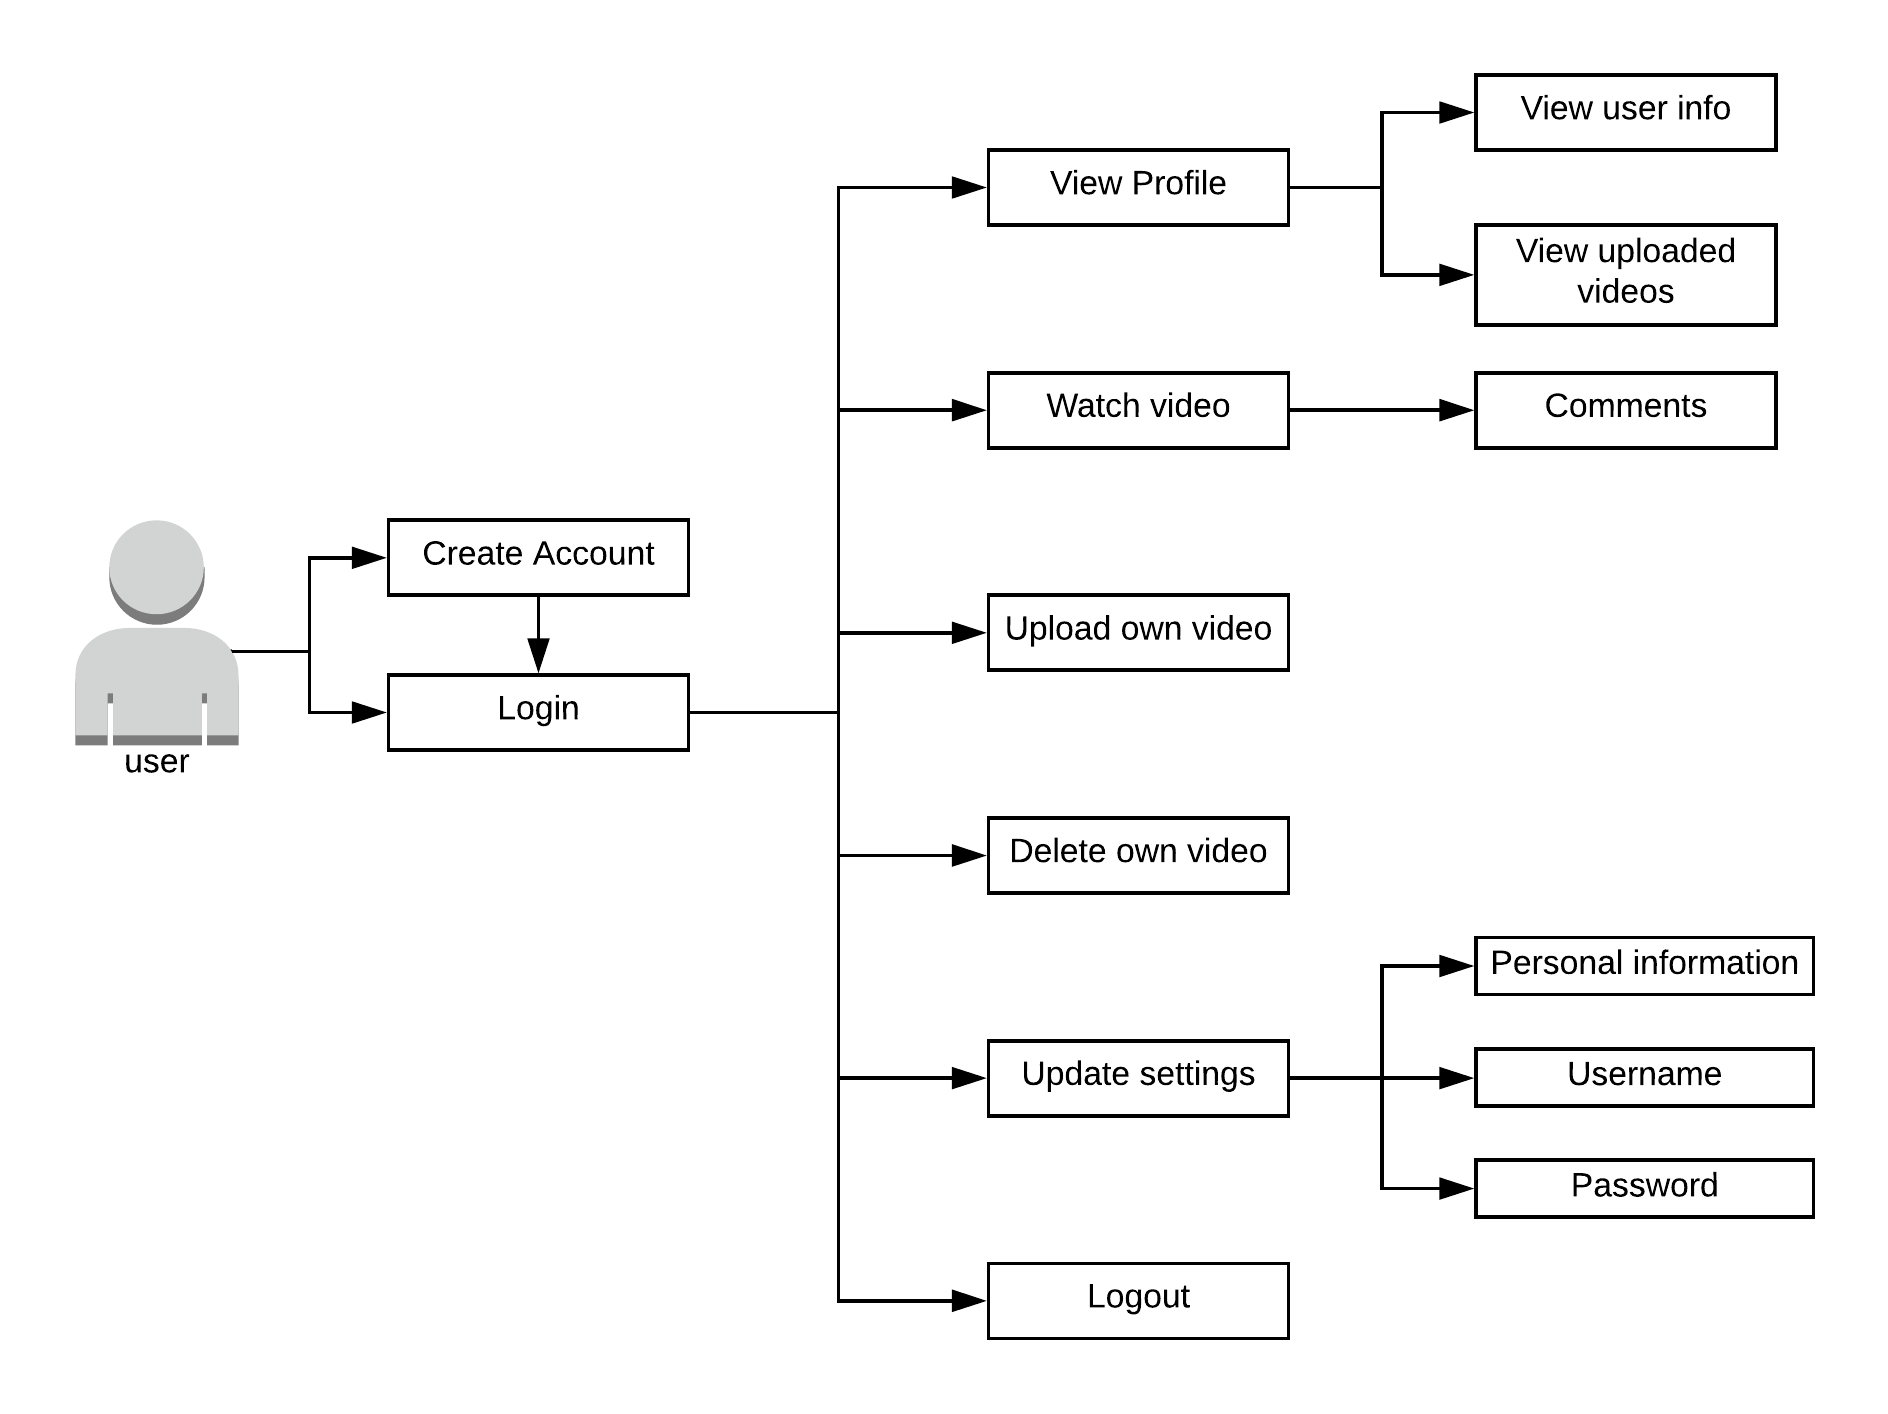 user
Create Account
Login
View Profile
View user info
View uploaded
videos
Watch video
Comments
Upload own video
Delete own video
Update settings
Personal information
Username
Password
Logout